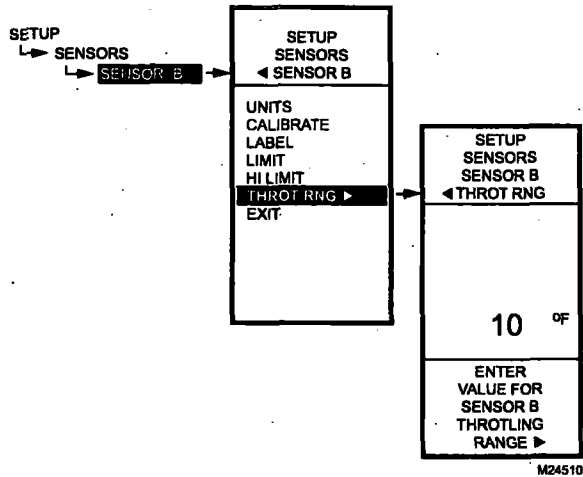 SETUP
SENSORS
SENSOR B
SETUP
SENSORS
◄ SENSOR B
UNITS
CALIBRATE
LABEL
LIMIT
HI LIMIT
THROT RNG ►
EXIT
SETUP
SENSORS
SENSOR B
◄ THROT RNG
10 °F
ENTER
VALUE FOR
SENSOR B
THROTLING
RANGE ►
M24510